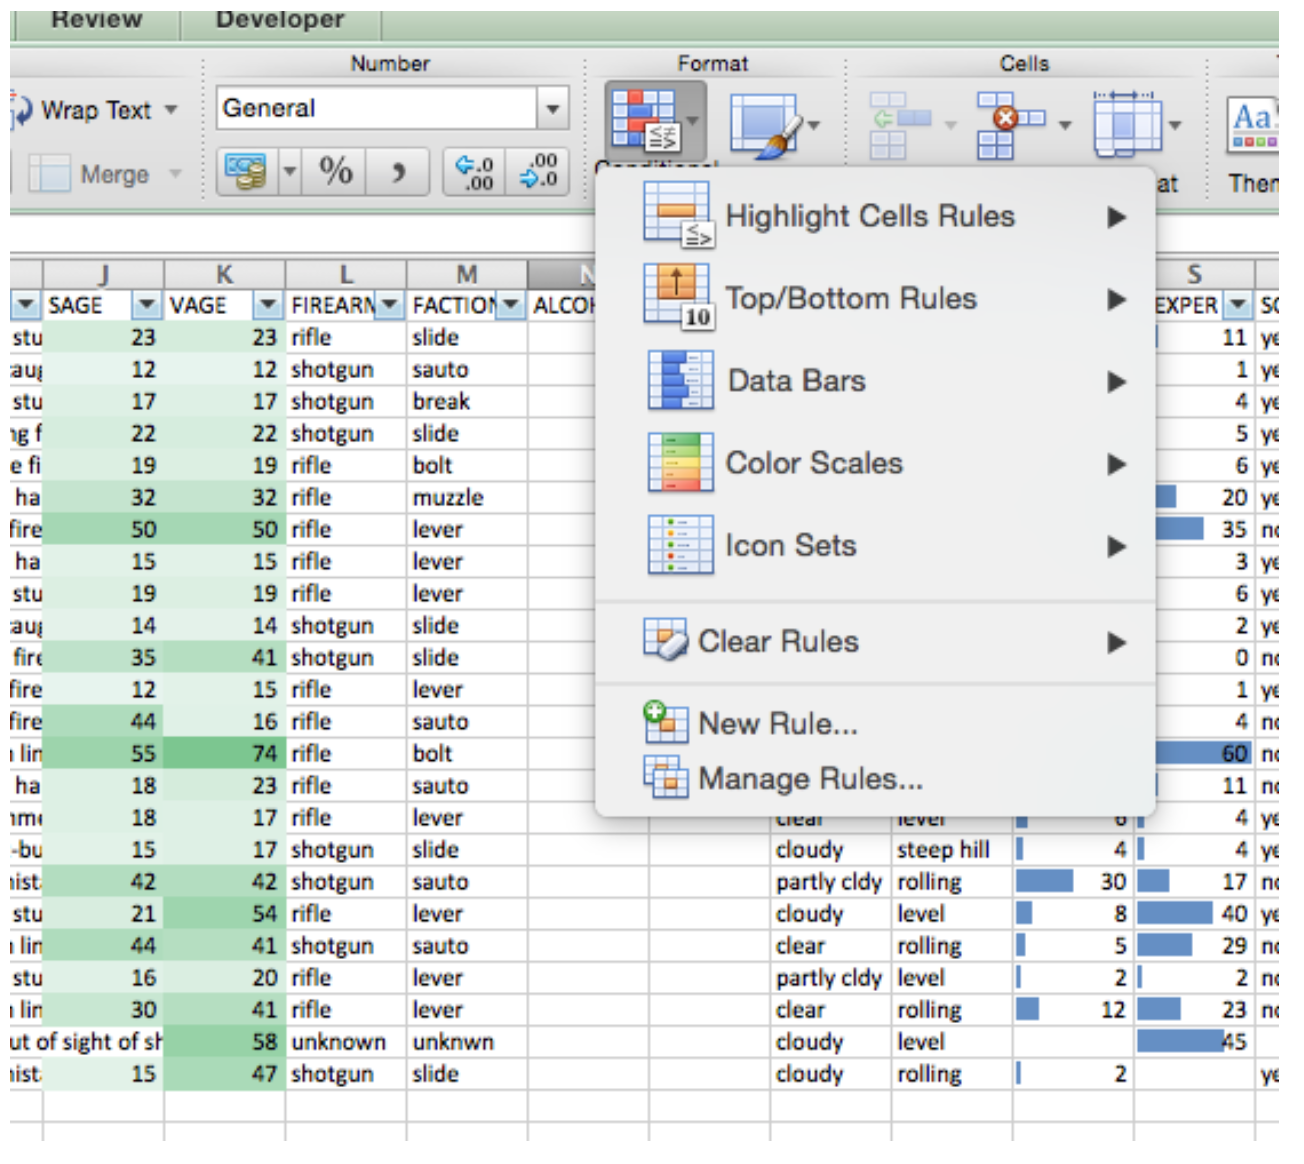 Review Developer
Number Format Cells
Wrap Text General
Merge % .0 .00 .00 .0
Conditional
Highlight Cells Rules
Top/Bottom Rules
10
Data Bars
Color Scales
Icon Sets
Clear Rules
New Rule...
Manage Rules...
J K L M S
SAGE VAGE FIREARM FACTION ALCOH EXPER
stu 23 23 rifle slide 11 ye
aug 12 12 shotgun sauto 1 ye
stu 17 17 shotgun break 4 ye
ng f 22 22 shotgun slide 5 ye
e fi 19 19 rifle bolt 6 ye
ha 32 32 rifle muzzle 20 ye
fire 50 50 rifle lever 35 no
ha 15 15 rifle lever 3 ye
stu 19 19 rifle lever 6 ye
aug 14 14 shotgun slide 2 ye
fire 35 41 shotgun slide 0 no
fire 12 15 rifle lever 1 ye
fire 44 16 rifle sauto 4 no
lin 55 74 rifle bolt 60 no
ha 18 23 rifle sauto 11 no
mme 18 17 rifle lever clear level 6 4 ye
-bu 15 17 shotgun slide cloudy steep hill 4 4 ye
nist 42 42 shotgun sauto partly cldy rolling 30 17 no
stu 21 54 rifle lever cloudy level 8 40 ye
lin 44 41 shotgun sauto clear rolling 5 29 no
stu 16 20 rifle lever partly cldy level 2 2 no
lin 30 41 rifle lever clear rolling 12 23 no
ut of sight of sh 58 unknown unknwn cloudy level 45
nist 15 47 shotgun slide cloudy rolling 2 ye